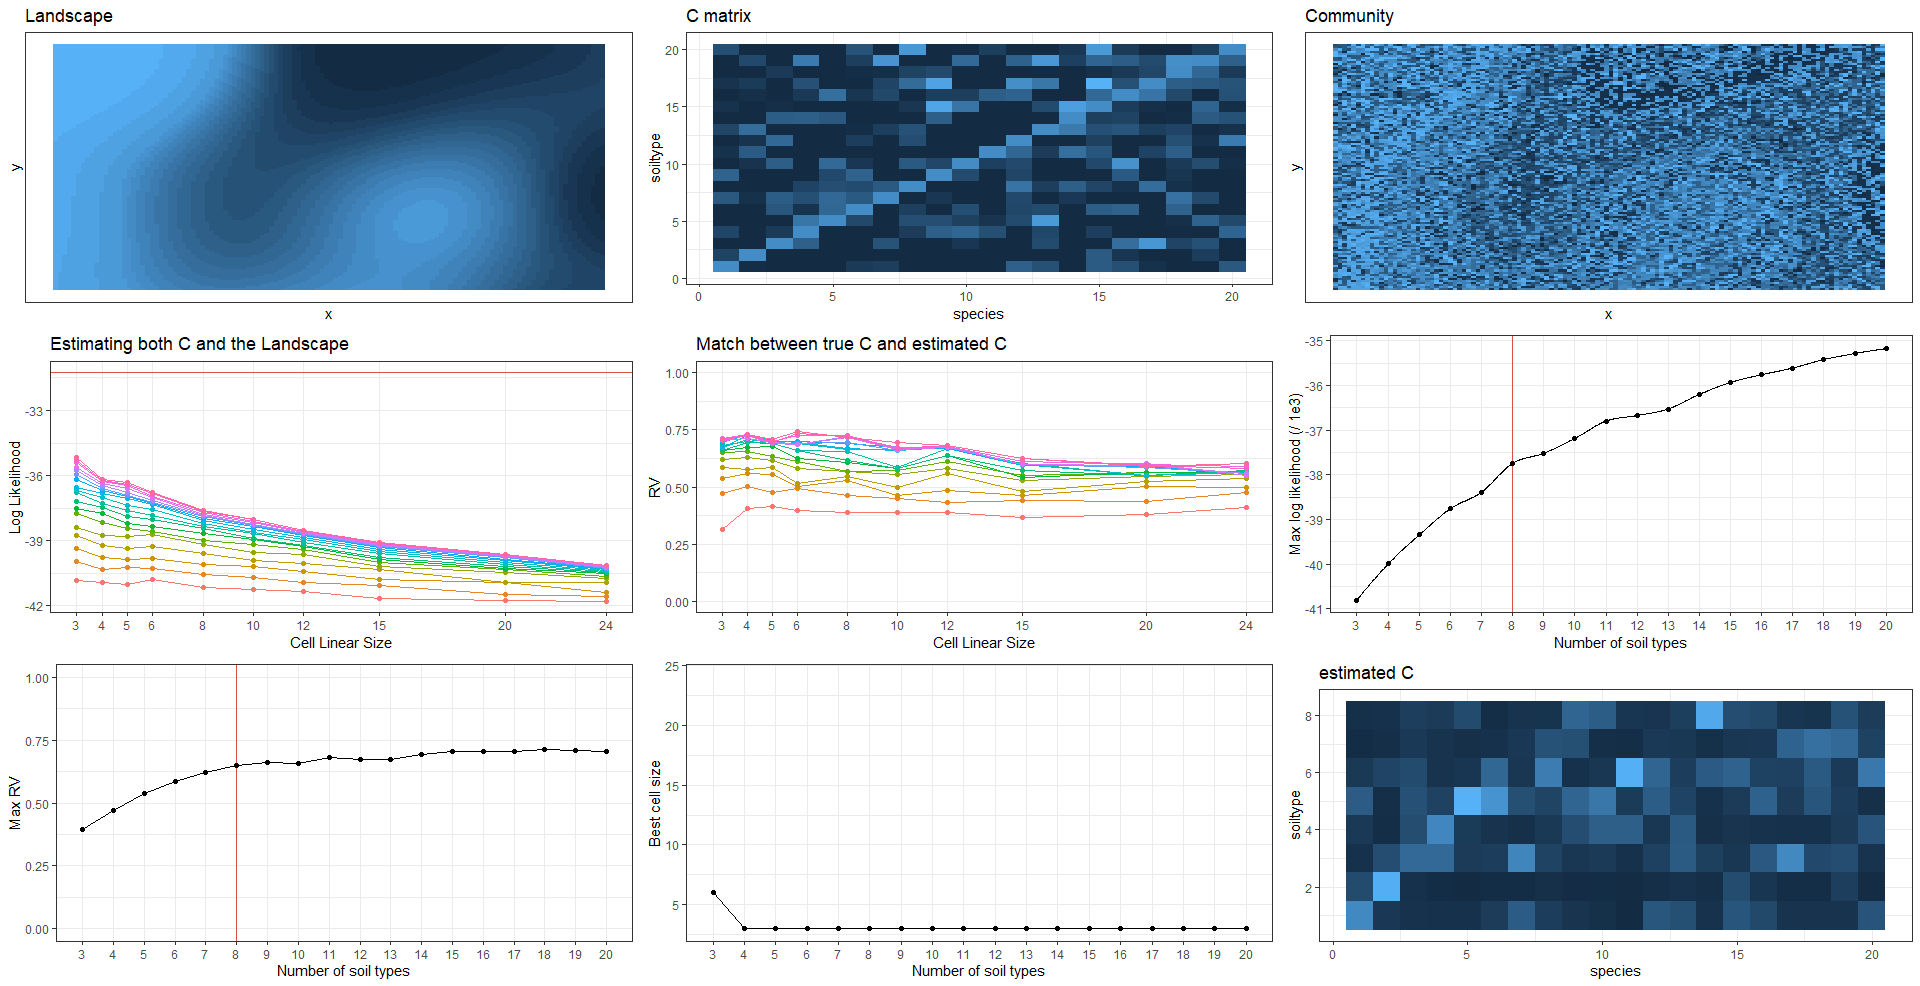 Landscape
y
x
C matrix
soiltype
20
15
10
5
0
0 5 10 15 20
species
Community
y
x
Estimating both C and the Landscape
Log Likelihood
-33
-36
-39
-42
3 4 5 6 8 10 12 15 20 24
Cell Linear Size
Match between true C and estimated C
RV
1.00
0.75
0.50
0.25
0.00
3 4 5 6 8 10 12 15 20 24
Cell Linear Size
Max log likelihood (/ 1e3)
-35
-36
-37
-38
-39
-40
-41
3 4 5 6 7 8 9 10 11 12 13 14 15 16 17 18 19 20
Number of soil types
Max RV
1.00
0.75
0.50
0.25
0.00
3 4 5 6 7 8 9 10 11 12 13 14 15 16 17 18 19 20
Number of soil types
Best cell size
25
20
15
10
5
3 4 5 6 7 8 9 10 11 12 13 14 15 16 17 18 19 20
Number of soil types
estimated C
soiltype
8
6
4
2
0 5 10 15 20
species